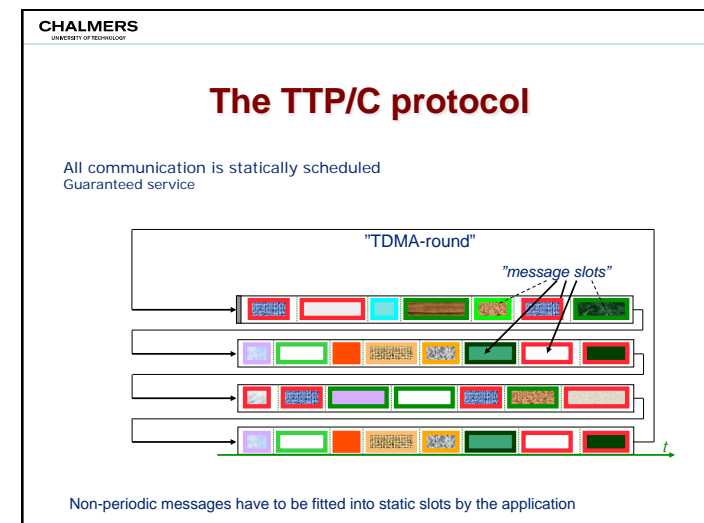 CHALMERS
UNIVERSITY OF TECHNOLOGY
The TTP/C protocol
All communication is statically scheduled
Guaranteed service
"TDMA-round"
"message slots"
t
Non-periodic messages have to be fitted into static slots by the application